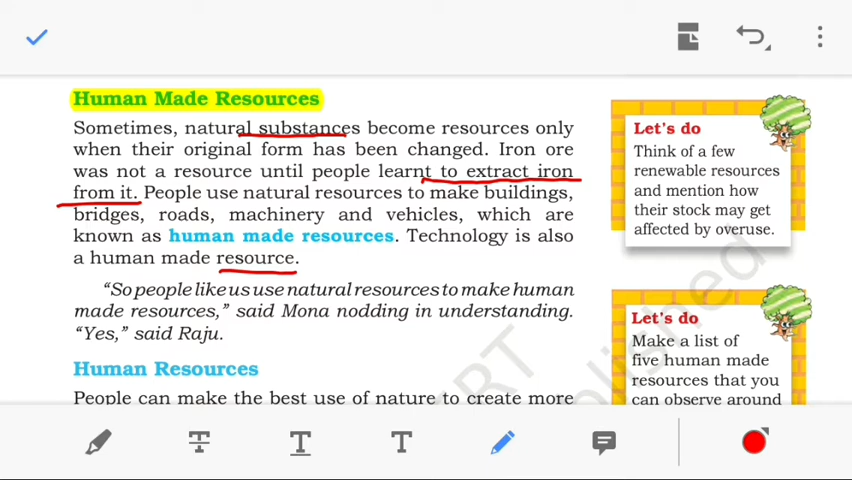 Human Made Resources
Sometimes, natural substances become resources only
when their original form has been changed. Iron ore
was not a resource until people learnt to extract iron
from it. People use natural resources to make buildings,
bridges, roads, machinery and vehicles, which are
known as human made resources. Technology is also
a human made resource.
“So people like us use natural resources to make human
made resources,” said Mona nodding in understanding.
“Yes,” said Raju.
Human Resources
People can make the best use of nature to create more
Let's do
Think of a few
renewable resources
and mention how
their stock may get
affected by overuse.
Let's do
Make a list of
five human made
resources that you
can observe around
T
T
T